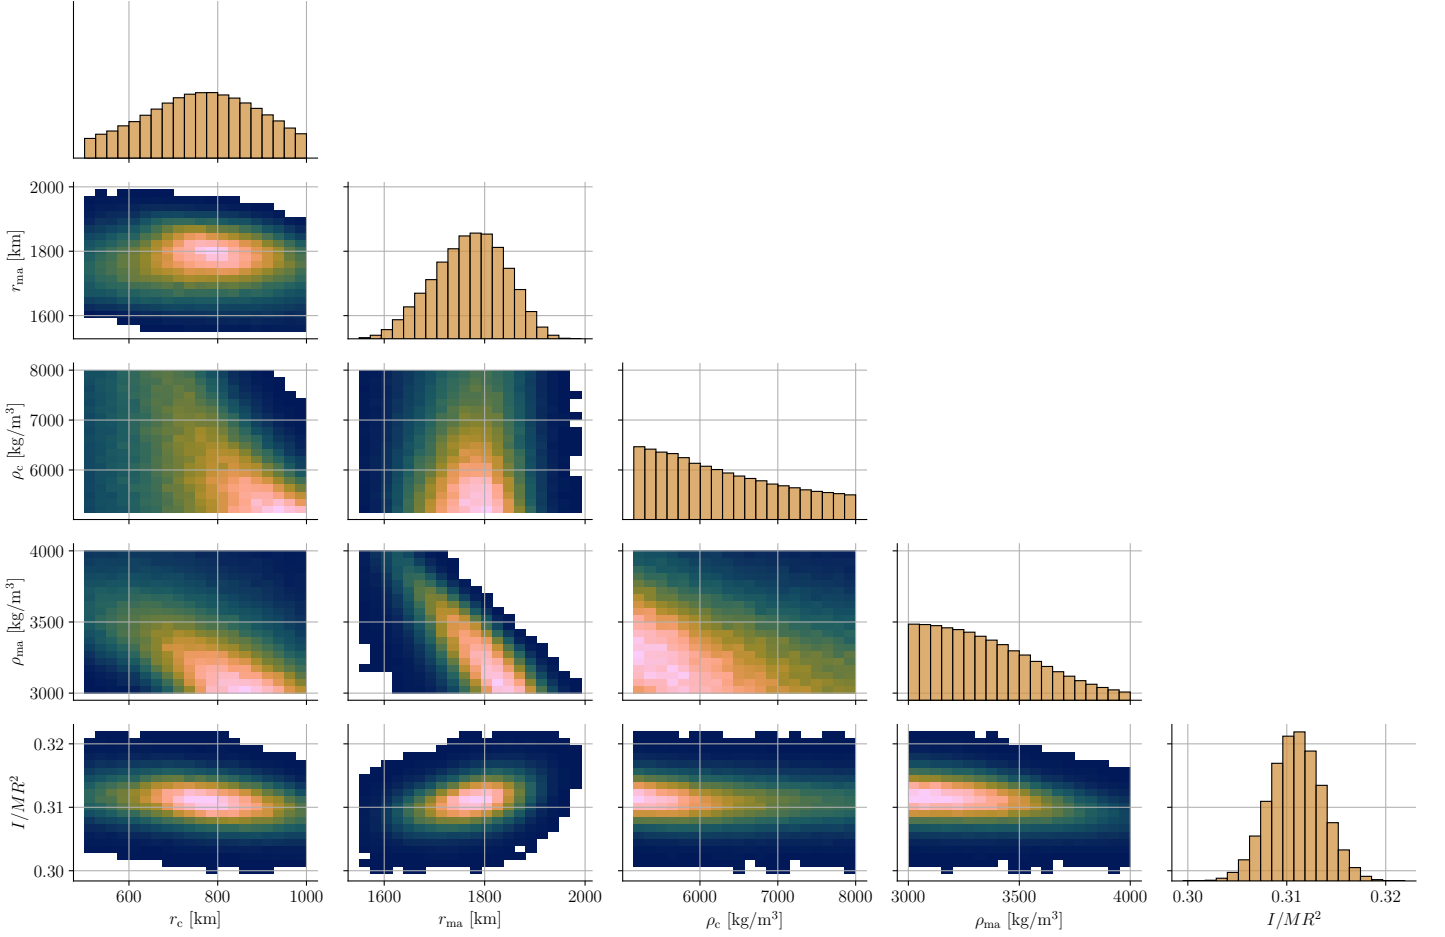 2000
1800
1600
r_ma [km]
8000
7000
6000
ρ_c [kg/m³]
4000
3500
3000
ρ_ma [kg/m³]
0.32
0.31
0.30
I/MR²
600 800 1000
r_c [km]
1600 1800 2000
r_ma [km]
6000 7000 8000
ρ_c [kg/m³]
3000 3500 4000
ρ_ma [kg/m³]
0.30 0.31 0.32
I/MR²